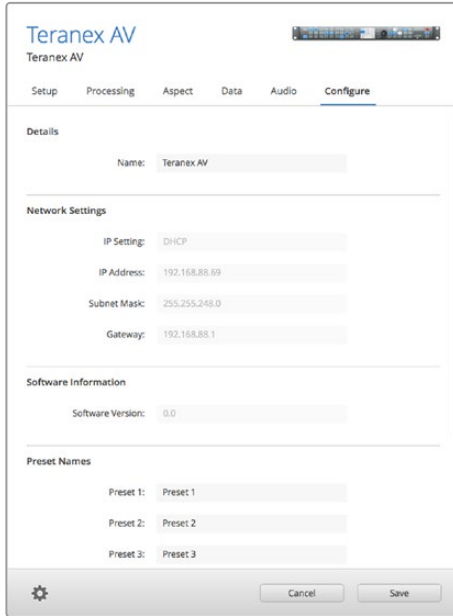 Teranex AV
Teranex AV
Setup Processing Aspect Data Audio Configure
Details
Name: Teranex AV
Network Settings
IP Setting: DHCP
IP Address: 192.168.88.69
Subnet Mask: 255.255.248.0
Gateway: 192.168.88.1
Software Information
Software Version: 0.0
Preset Names
Preset 1: Preset 1
Preset 2: Preset 2
Preset 3: Preset 3
Cancel Save